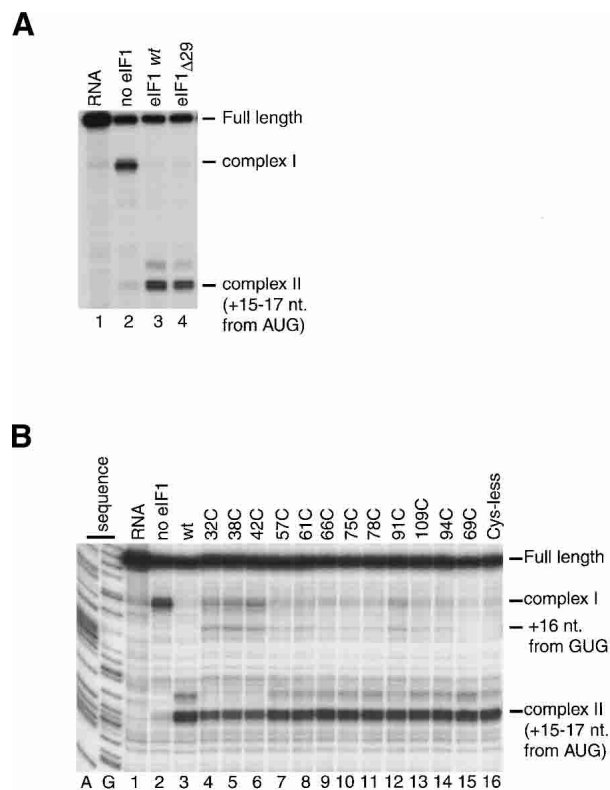 A
RNA
no eIF1
eIF1 wt
eIF1Δ29
Full length
complex I
complex II
(+15-17 nt.
from AUG)
1 2 3 4
B
sequence
RNA
no eIF1
wt
32C
38C
42C
57C
61C
66C
75C
78C
91C
109C
94C
69C
Cys-less
Full length
complex I
+16 nt.
from GUG
complex II
(+15-17 nt.
from AUG)
A G 1 2 3 4 5 6 7 8 9 10 11 12 13 14 15 16